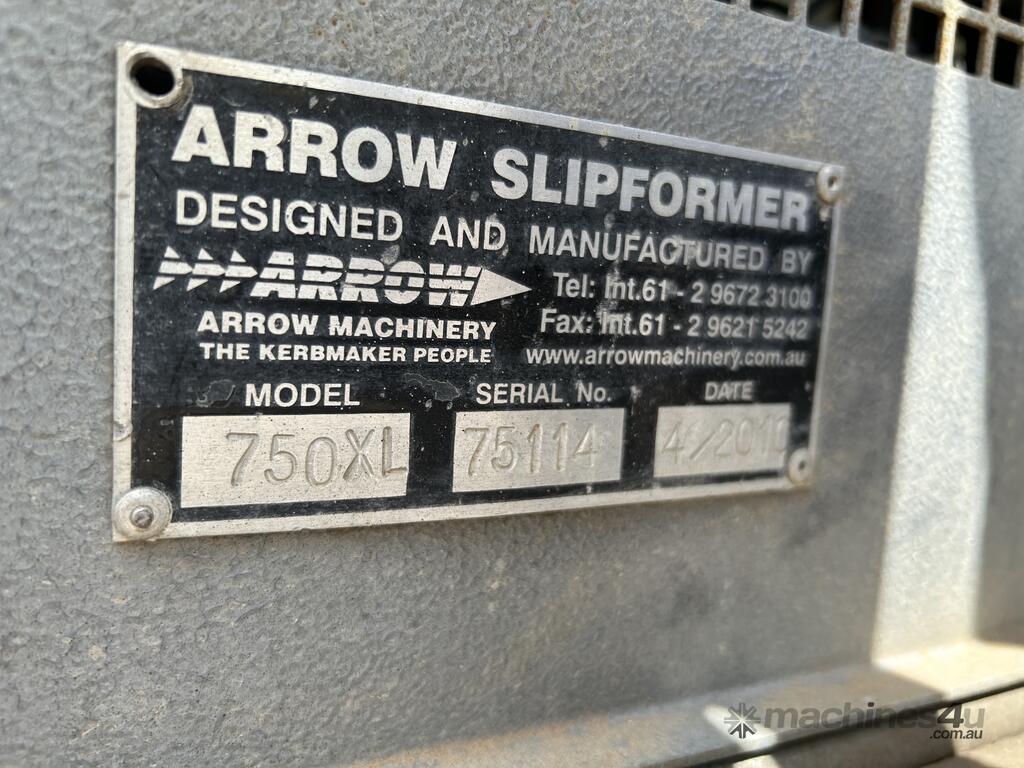 ARROW SLIPFORMER
DESIGNED AND MANUFACTURED BY
ARROW
ARROW MACHINERY
THE KERBMAKER PEOPLE
Tel: Int.61 - 2 9672 3100
Fax: Int.61 - 2 9621 5242
www.arrowmachinery.com.au
MODEL SERIAL No. DATE
750XL 75114 4/2010
machines4u
.com.au